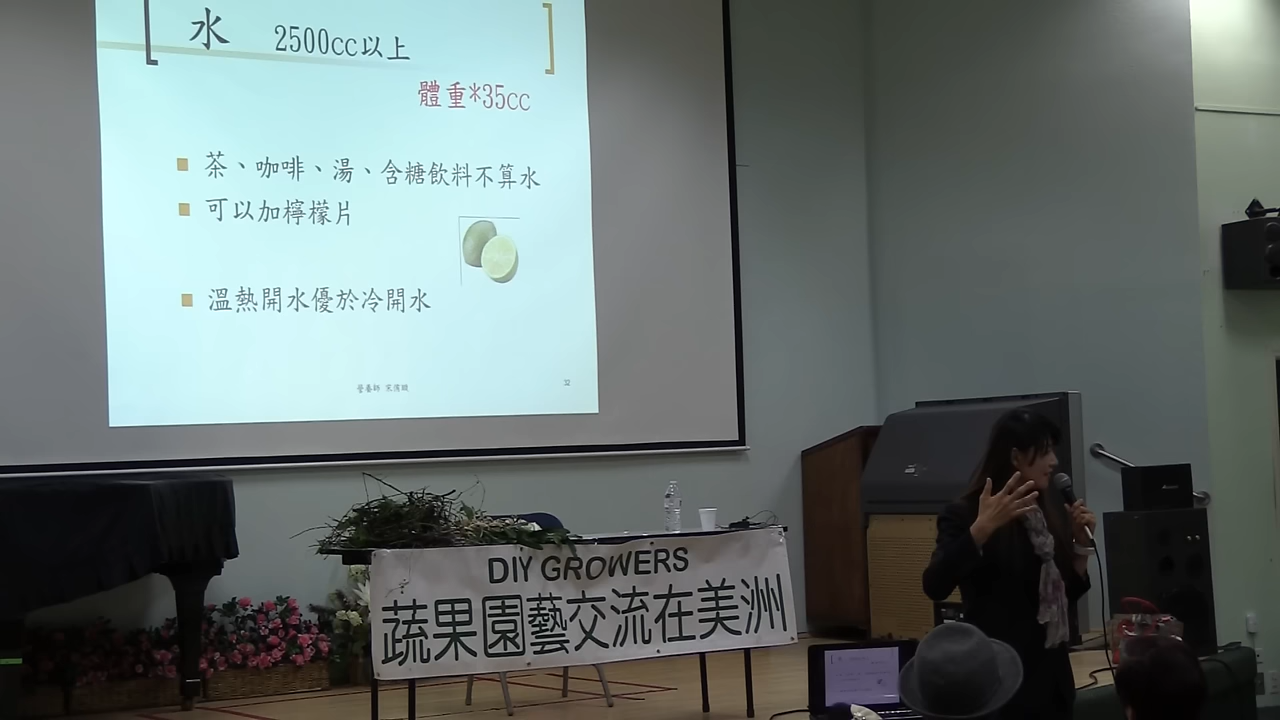 水 2500cc以上
體重*35cc
茶、咖啡、湯、含糖飲料不算水
可以加檸檬片
溫熱開水優於冷開水
32
DIY GROWERS
蔬果園藝交流在美洲